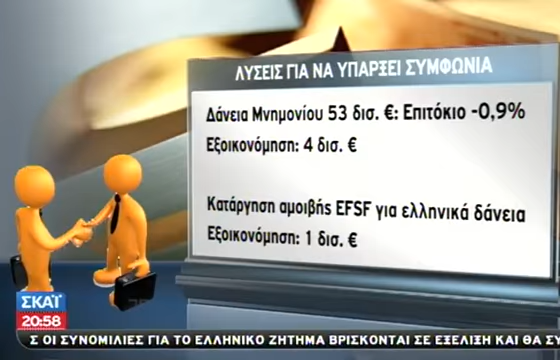 ΛΥΣΕΙΣ ΓΙΑ ΝΑ ΥΠΑΡΞΕΙ ΣΥΜΦΩΝΙΑ
Δάνεια Μνημονίου 53 δισ. €: Επιτόκιο -0,9%
Εξοικονόμηση: 4 δισ. €
Κατάργηση αμοιβής EFSF για ελληνικά δάνεια
Εξοικονόμηση: 1 δισ. €
ΣΚΑΪ
20:58
Σ ΟΙ ΣΥΝΟΜΙΛΙΕΣ ΓΙΑ ΤΟ ΕΛΛΗΝΙΚΟ ΖΗΤΗΜΑ ΒΡΙΣΚΟΝΤΑΙ ΣΕ ΕΞΕΛΙΞΗ ΚΑΙ ΘΑ ΣΥ